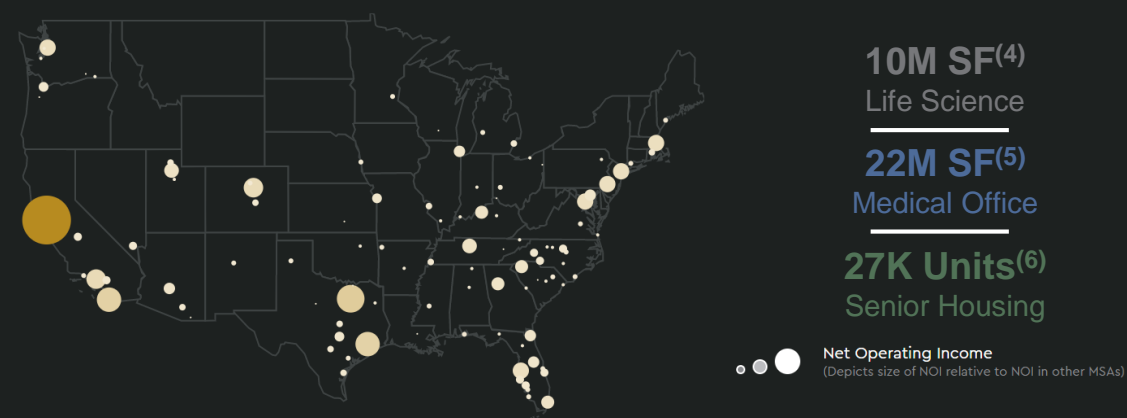 10M SF(4)
Life Science
22M SF(5)
Medical Office
27K Units(6)
Senior Housing
Net Operating Income
(Depicts size of NOI relative to NOI in other MSAs)